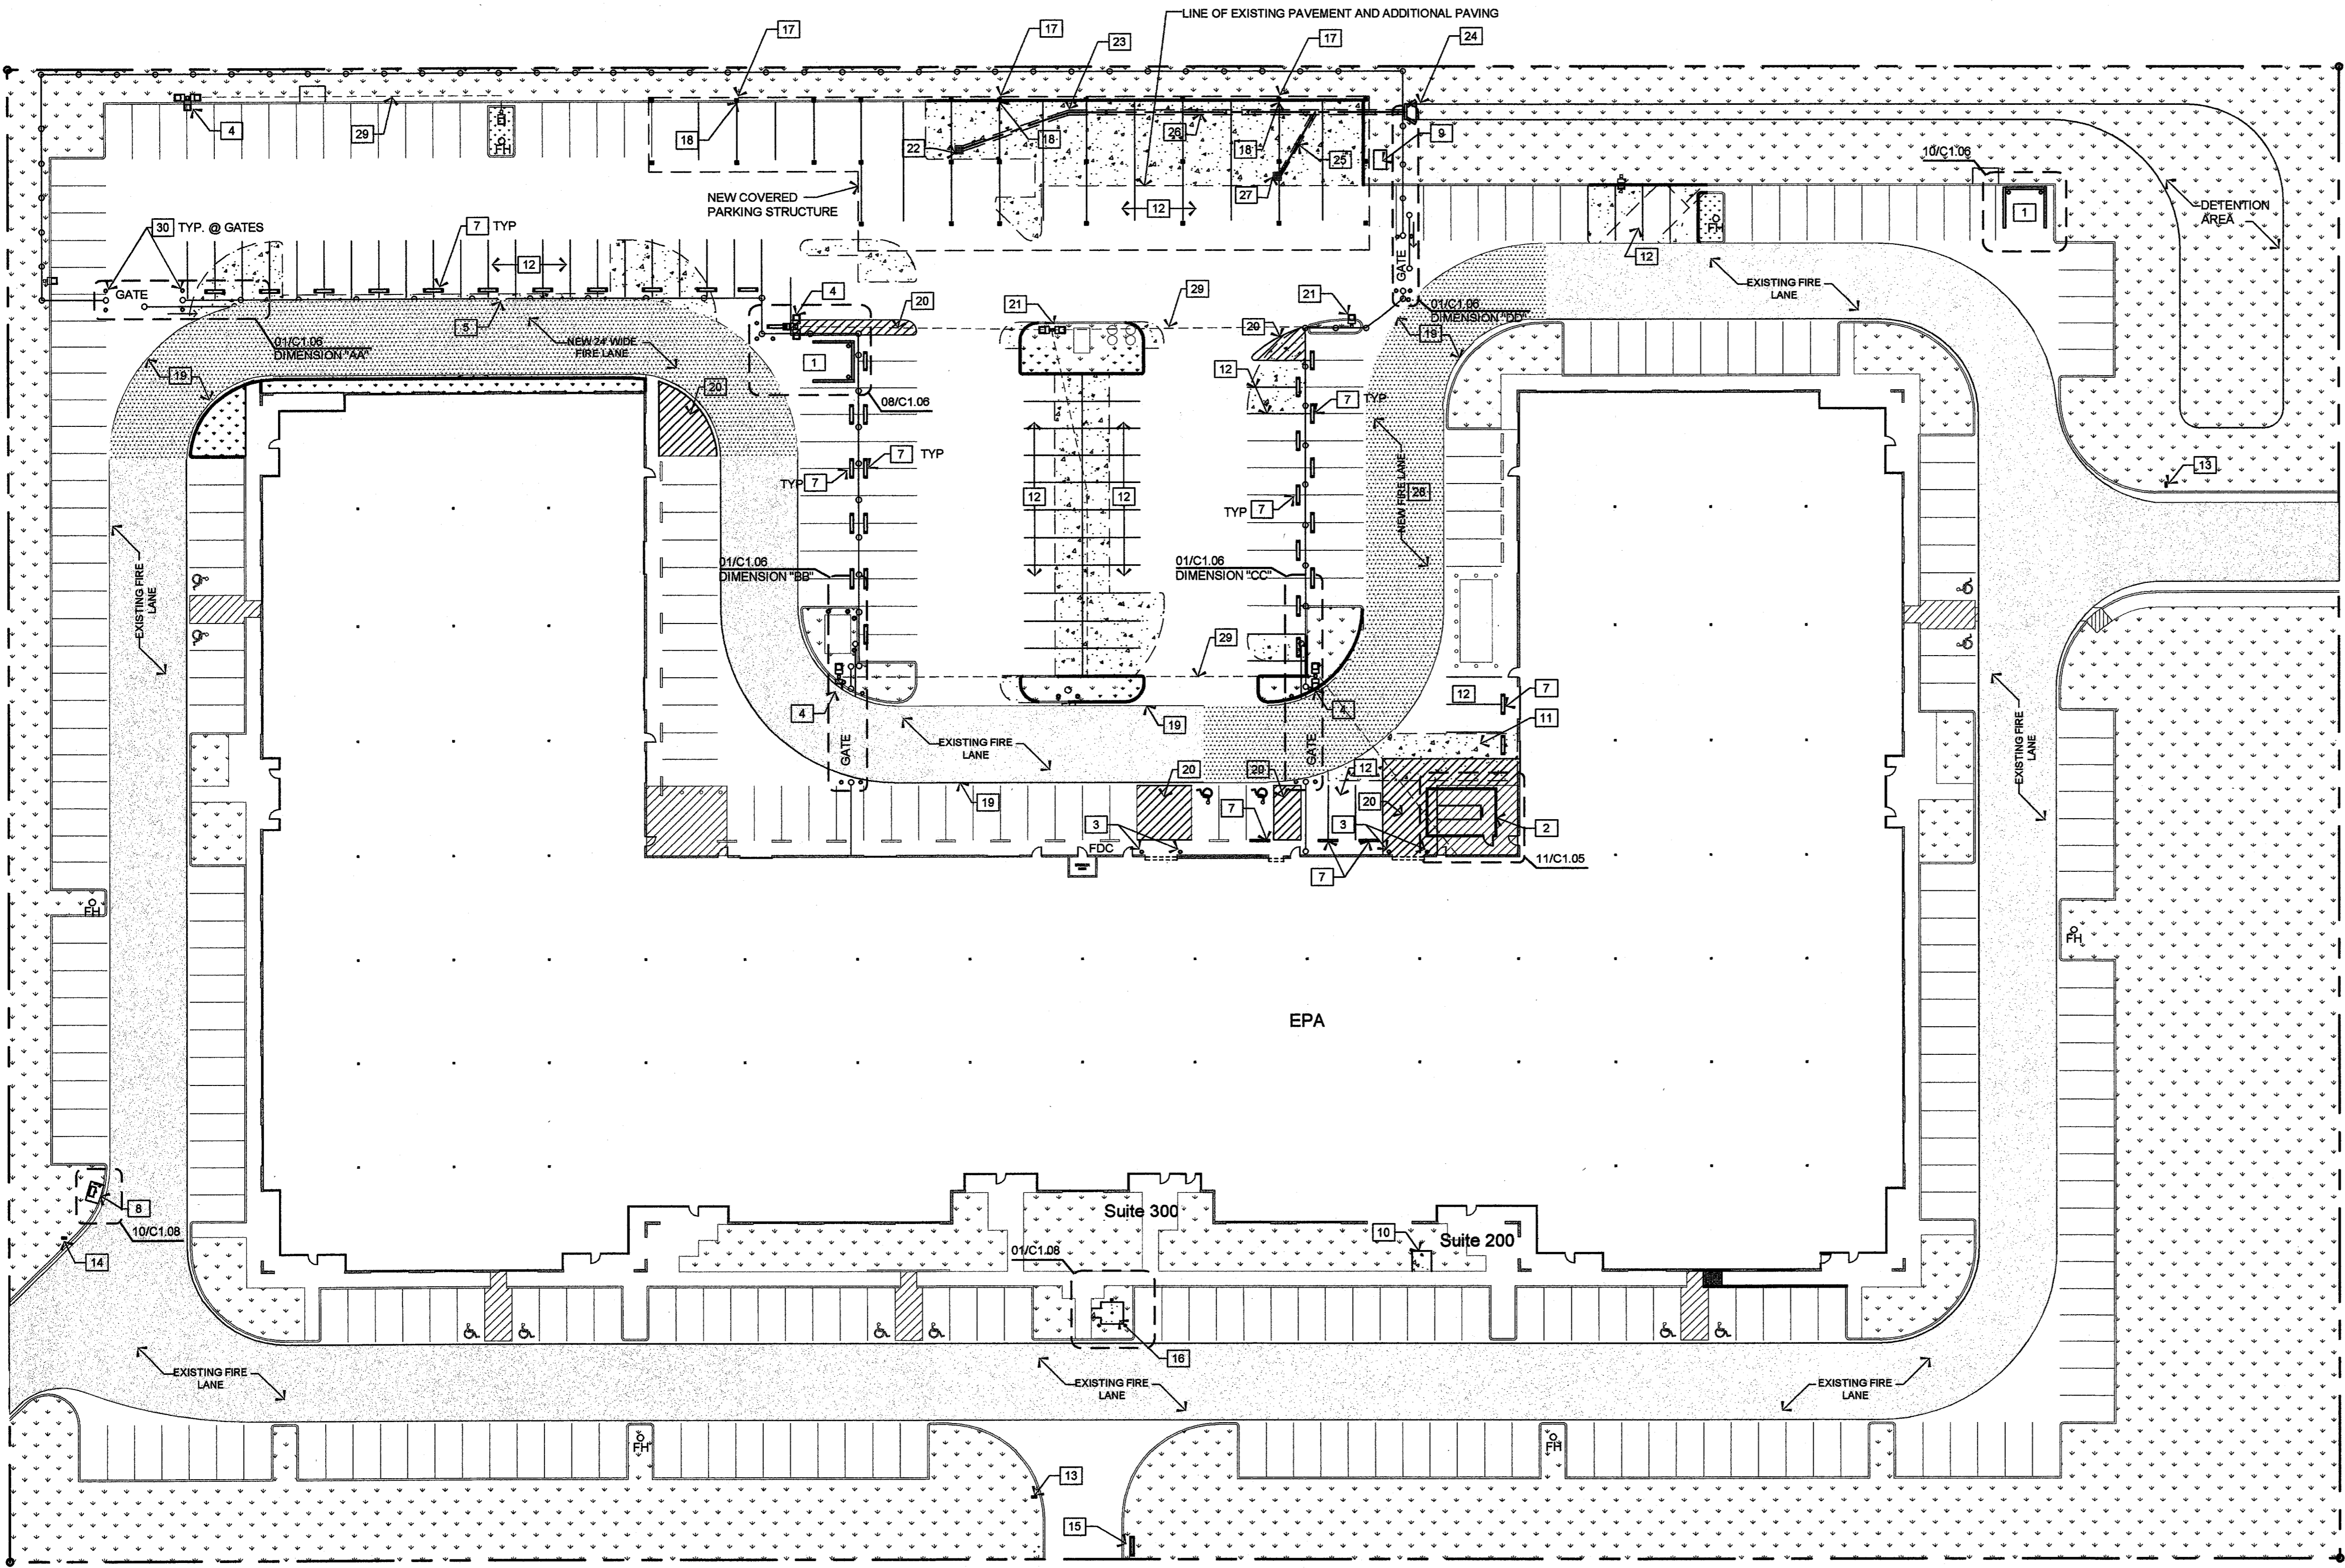 LINE OF EXISTING PAVEMENT AND ADDITIONAL PAVING
17
17
23
17
24
4
29
18
22
18
26
18
25
9
27
FH
NEW COVERED
PARKING STRUCTURE
12
10/C1.06
1
DETENTION
AREA
FH
12
30 TYP. @ GATES
7 TYP
12
GATE
GATE
EXISTING FIRE
LANE
4
20
21
29
21
01/C1.06
DIMENSION "DD"
5
20
19
01/C1.06
DIMENSION "AA"
NEW 24' WIDE
FIRE LANE
1
19
20
12
08/C1.06
7 TYP
7 TYP
TYP 7
13
12
12
TYP 7
NEW FIRE LANE
28
01/C1.06
DIMENSION "BB"
01/C1.06
DIMENSION "CC"
EXISTING FIRE
LANE
29
12
7
4
4
19
11
GATE
EXISTING FIRE
LANE
GATE
EXISTING FIRE
LANE
20
20
12
19
20
7
3
3
2
FDC
11/C1.05
7
FH
FH
EPA
8
10/C1.08
14
Suite 300
10
Suite 200
01/C1.08
16
EXISTING FIRE
LANE
EXISTING FIRE
LANE
EXISTING FIRE
LANE
FH
FH
13
15